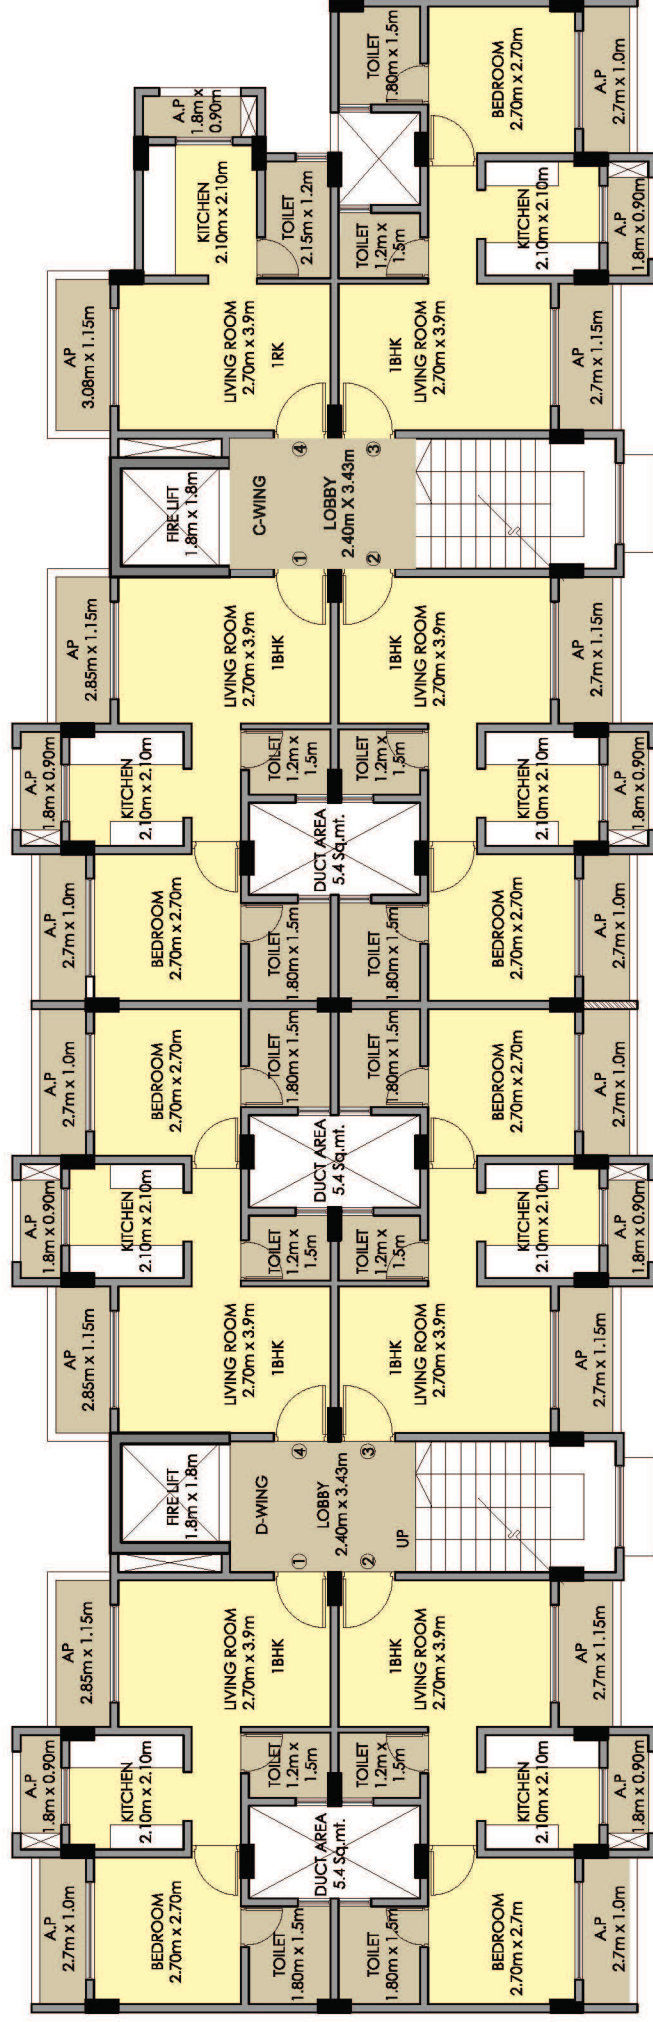 A.P
2.7m x 1.0m
A.P
1.8m x 0.90m
AP
2.85m x 1.15m
AP
2.85m x 1.15m
A.P
1.8m x 0.90m
A.P
2.7m x 1.0m
A.P
2.7m x 1.0m
A.P
1.8m x 0.90m
AP
2.85m x 1.15m
AP
3.08m x 1.15m
A.P
1.8m x
0.90m
BEDROOM
2.70m x 2.70m
KITCHEN
2.10m x 2.10m
FIRE LIFT
1.8m x 1.8m
KITCHEN
2.10m x 2.10m
BEDROOM
2.70m x 2.70m
BEDROOM
2.70m x 2.70m
KITCHEN
2.10m x 2.10m
FIRE LIFT
1.8m x 1.8m
KITCHEN
2.10m x 2.10m
LIVING ROOM
2.70m x 3.9m
1BHK
D-WING
LIVING ROOM
2.70m x 3.9m
1BHK
LIVING ROOM
2.70m x 3.9m
1BHK
C-WING
LIVING ROOM
2.70m x 3.9m
1RK
TOILET
1.80m x 1.5m
TOILET
1.2m x
1.5m
① ④
TOILET
1.2m x
1.5m
TOILET
1.80m x 1.5m
TOILET
1.80m x 1.5m
TOILET
1.2m x
1.5m
① ④
TOILET
2.15m x 1.2m
DUCT AREA
5.4 Sq.mt.
LOBBY
2.40m x 3.43m
DUCT AREA
5.4 Sq.mt.
DUCT AREA
5.4 Sq.mt.
LOBBY
2.40m x 3.43m
TOILET
1.80m x 1.5m
TOILET
1.2m x
1.5m
② ③
UP
TOILET
1.2m x
1.5m
TOILET
1.80m x 1.5m
TOILET
1.80m x 1.5m
TOILET
1.2m x
1.5m
② ③
TOILET
1.2m x
1.5m
TOILET
1.80m x 1.5m
1BHK
LIVING ROOM
2.70m x 3.9m
1BHK
LIVING ROOM
2.70m x 3.9m
1BHK
LIVING ROOM
2.70m x 3.9m
1BHK
LIVING ROOM
2.70m x 3.9m
BEDROOM
2.70m x 2.7m
KITCHEN
2.10m x 2.10m
KITCHEN
2.10m x 2.10m
BEDROOM
2.70m x 2.70m
BEDROOM
2.70m x 2.70m
KITCHEN
2.10m x 2.10m
KITCHEN
2.10m x 2.10m
BEDROOM
2.70m x 2.70m
A.P
2.7m x 1.0m
A.P
1.8m x 0.90m
AP
2.7m x 1.15m
AP
2.7m x 1.15m
A.P
1.8m x 0.90m
A.P
2.7m x 1.0m
A.P
2.7m x 1.0m
A.P
1.8m x 0.90m
AP
2.7m x 1.15m
AP
2.7m x 1.15m
A.P
1.8m x 0.90m
A.P
2.7m x 1.0m